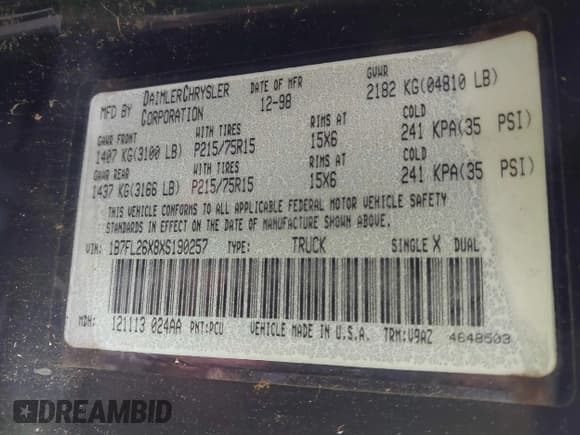 MFD BY DAIMLERCHRYSLER CORPORATION DATE OF MFR 12-98 GVWR 2182 KG(04810 LB)
GAWR FRONT WITH TIRES RIMS AT COLD
1407 KG(3100 LB) P215/75R15 15X6 241 KPA(35 PSI)
GAWR REAR WITH TIRES RIMS AT COLD
1437 KG(3166 LB) P215/75R15 15X6 241 KPA(35 PSI)
THIS VEHICLE CONFORMS TO ALL APPLICABLE FEDERAL MOTOR VEHICLE SAFETY
STANDARDS IN EFFECT ON THE DATE OF MANUFACTURE SHOWN ABOVE.
VIN: 1B7FL26X8XS190257 TYPE: TRUCK SINGLE X DUAL
MDH: 121113 024AA PNT:PCU VEHICLE MADE IN U.S.A. TRM:V9AZ 4648503
DREAMBID